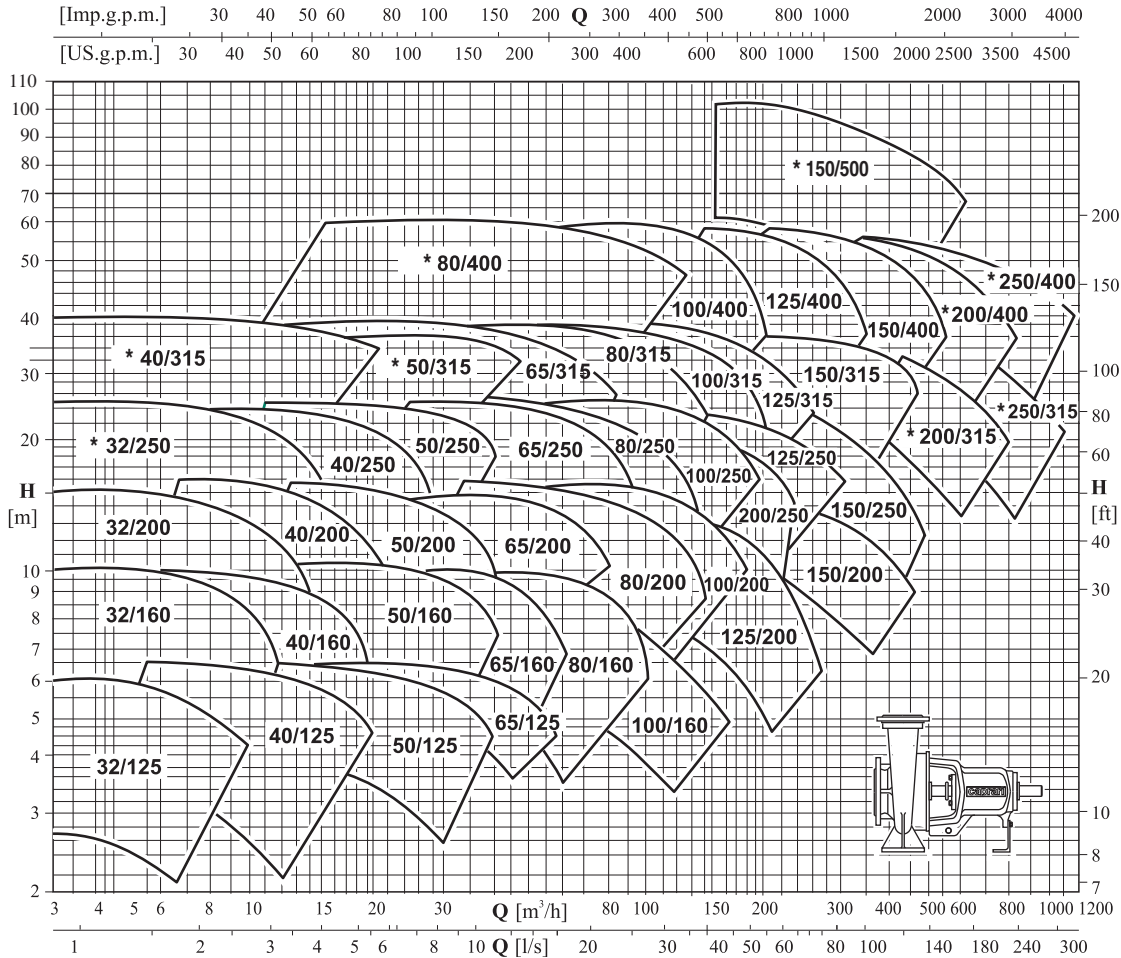 [Imp.g.p.m.] 30 40 50 60 80 100 150 200 Q 300 400 500 800 1000 2000 3000 4000
[US.g.p.m.] 30 40 50 60 80 100 150 200 300 400 600 800 1000 1500 2000 3000 3500 4500
110
100
90
80
* 150/500
70
60 200
50 * 80/400
* 250/400 150
100/400 125/400 * 200/400
40 150/400
* 40/315 * 50/315 65/315 80/315
30 100/315 125/315 150/315 100
* 250/315 80
* 200/315
20 * 32/250 40/250 50/250 65/250 80/250 100/250 125/250 60
H
[m]
H
[ft]
32/200 40/200 50/200 65/200 200/250 150/250
40
10 80/200 100/200 150/200
9 30
8 32/160 40/160 50/160
7 65/160 80/160 125/200
6 20
5 40/125 50/125 65/125 100/160
4 32/125
3 10
8
2 7
3 4 5 6 8 10 15 20 30 Q [m³/h] 80 100 150 200 300 400 500 600 800 1000 1200
1 2 3 4 5 6 8 10 Q [l/s] 20 30 40 50 60 80 100 140 180 240 300
caprari